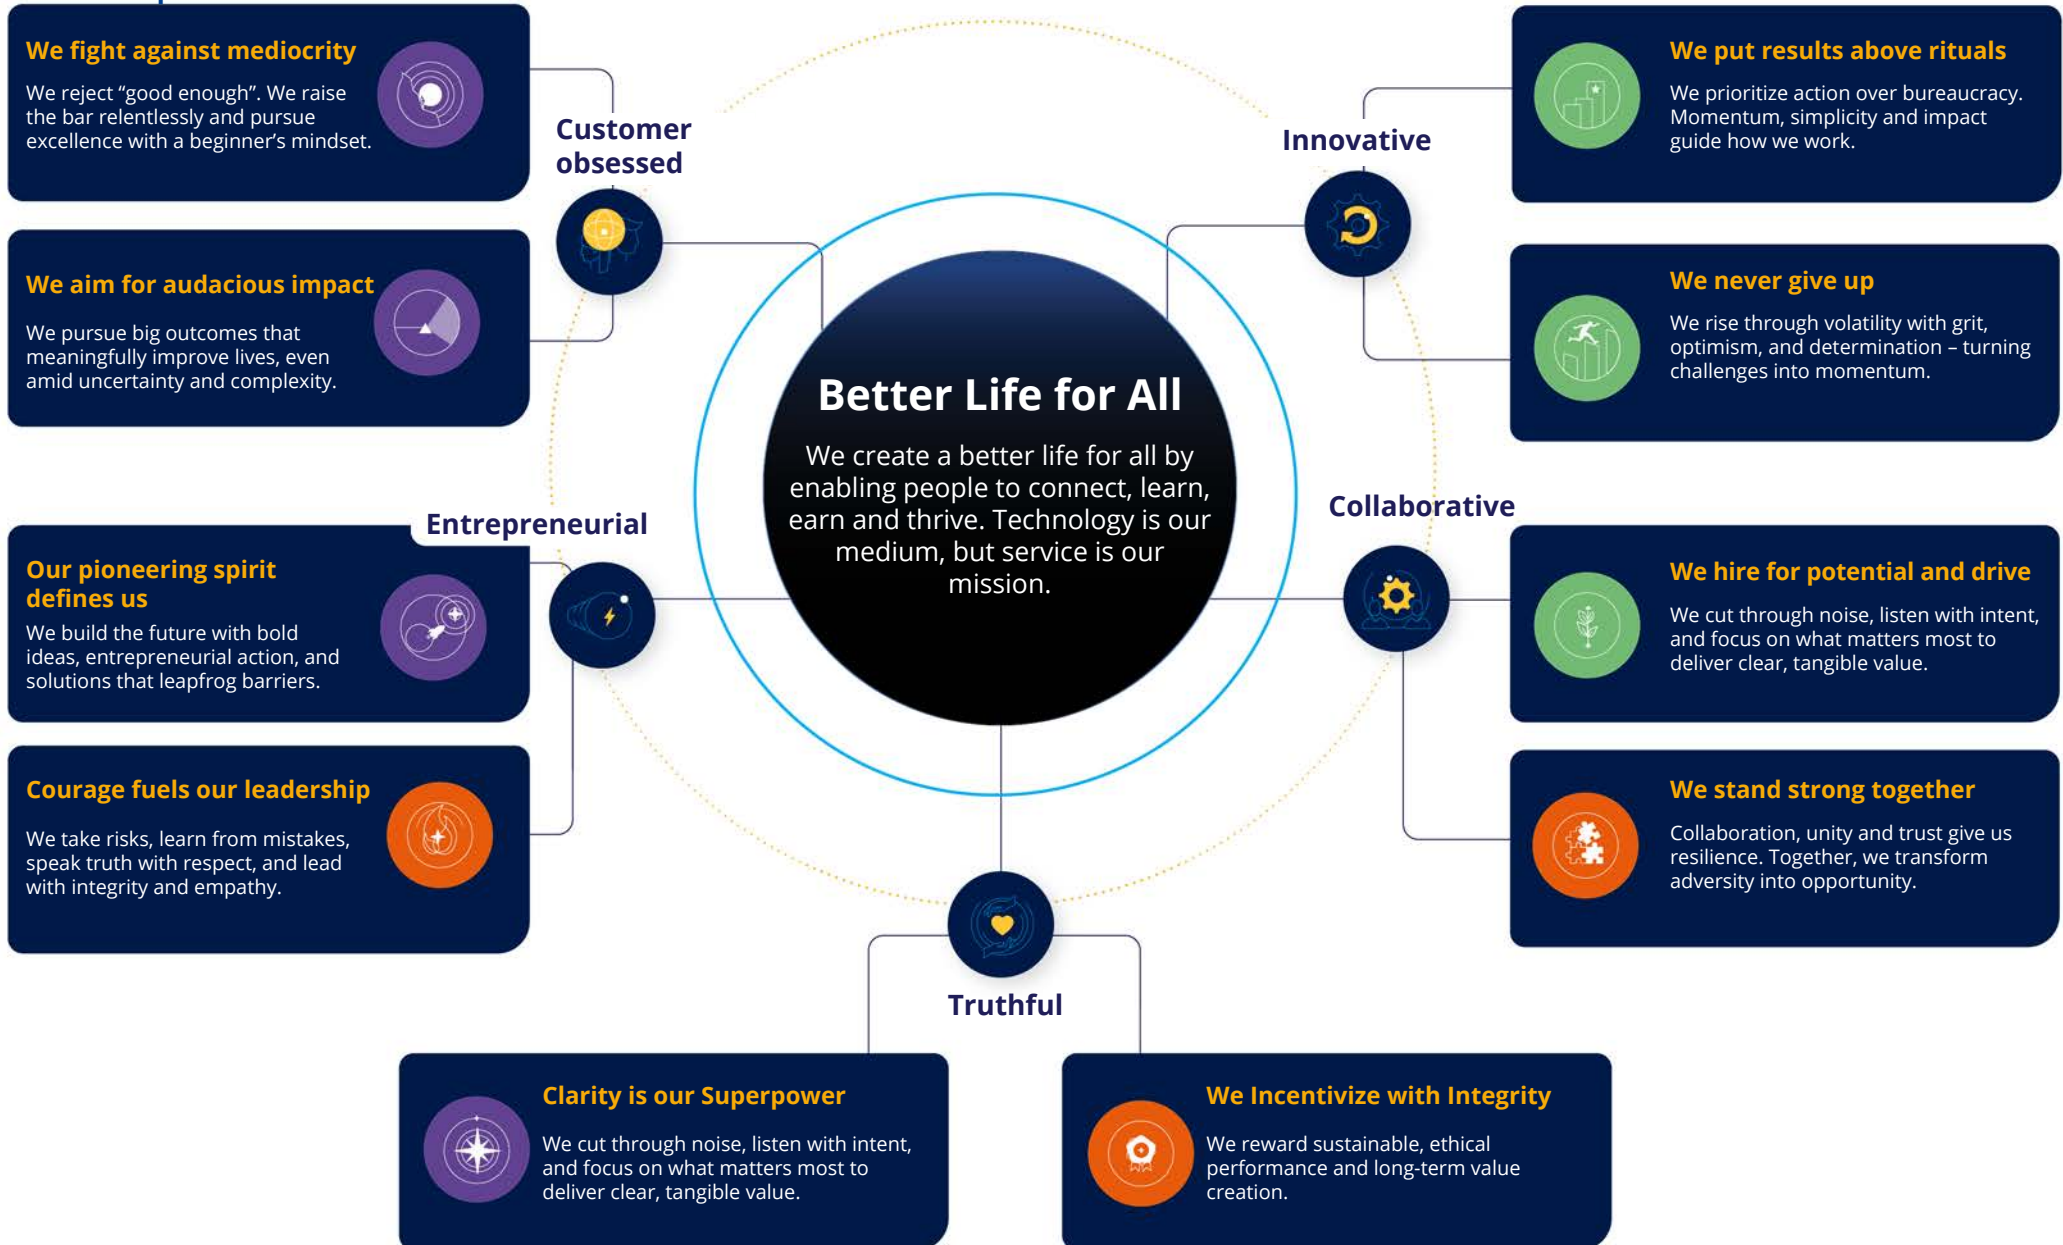 We fight against mediocrity
We reject “good enough”. We raise
the bar relentlessly and pursue
excellence with a beginner’s mindset.
We aim for audacious impact
We pursue big outcomes that
meaningfully improve lives, even
amid uncertainty and complexity.
Customer
obsessed
Entrepreneurial
Our pioneering spirit
defines us
We build the future with bold
ideas, entrepreneurial action, and
solutions that leapfrog barriers.
Courage fuels our leadership
We take risks, learn from mistakes,
speak truth with respect, and lead
with integrity and empathy.
Better Life for All
We create a better life for all by
enabling people to connect, learn,
earn and thrive. Technology is our
medium, but service is our
mission.
Innovative
We put results above rituals
We prioritize action over bureaucracy.
Momentum, simplicity and impact
guide how we work.
We never give up
We rise through volatility with grit,
optimism, and determination – turning
challenges into momentum.
Collaborative
We hire for potential and drive
We cut through noise, listen with intent,
and focus on what matters most to
deliver clear, tangible value.
We stand strong together
Collaboration, unity and trust give us
resilience. Together, we transform
adversity into opportunity.
Truthful
Clarity is our Superpower
We cut through noise, listen with intent,
and focus on what matters most to
deliver clear, tangible value.
We Incentivize with Integrity
We reward sustainable, ethical
performance and long-term value
creation.